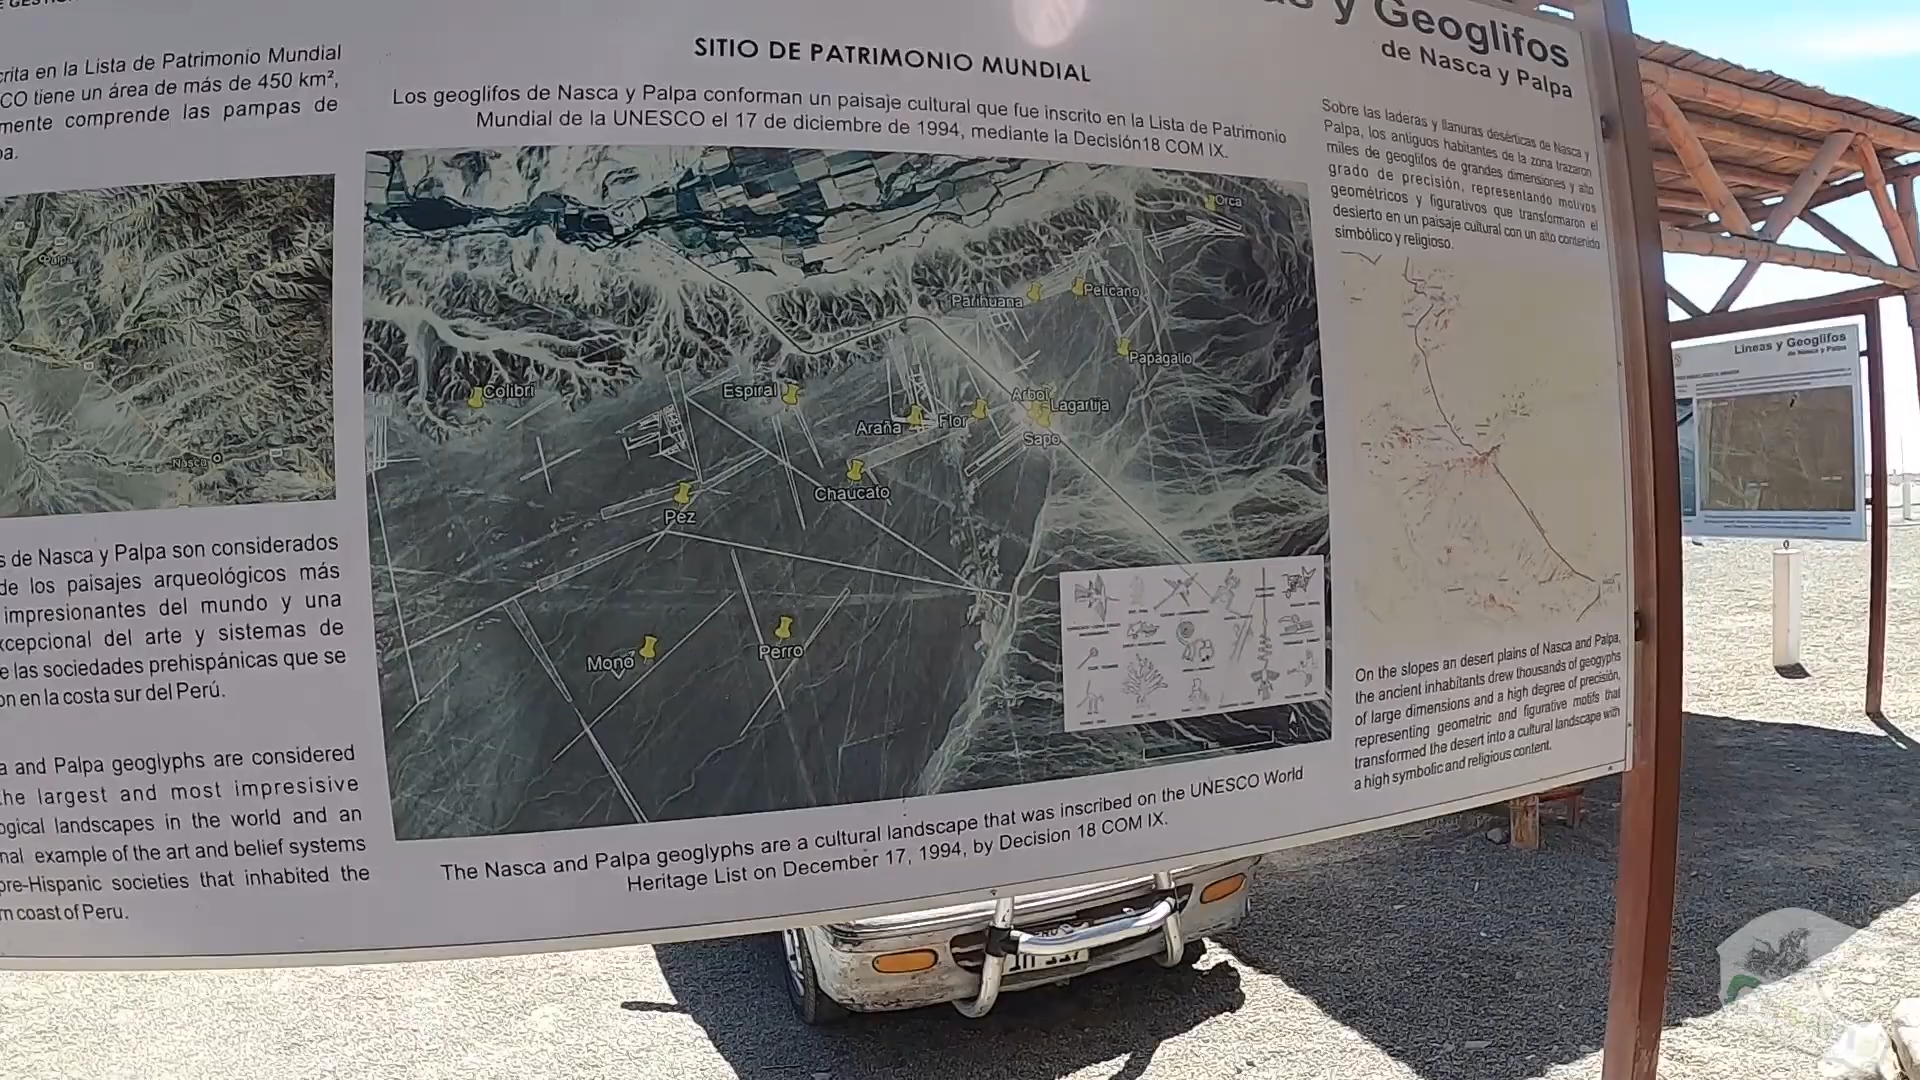 rita en la Lista de Patrimonio Mundial
CO tiene un área de más de 450 km²,
mente comprende las pampas de
pa.
Palpa
Nasca
s de Nasca y Palpa son considerados
de los paisajes arqueológicos más
impresionantes del mundo y una
xcepcional del arte y sistemas de
e las sociedades prehispánicas que se
on en la costa sur del Perú.
a and Palpa geoglyphs are considered
the largest and most impresisive
ogical landscapes in the world and an
nal example of the art and belief systems
pre-Hispanic societies that inhabited the
rn coast of Peru.
SITIO DE PATRIMONIO MUNDIAL
Los geoglifos de Nasca y Palpa conforman un paisaje cultural que fue inscrito en la Lista de Patrimonio
Mundial de la UNESCO el 17 de diciembre de 1994, mediante la Decisión18 COM IX.
Orca
Parihuana
Pelicano
Papagallo
Colibrí
Espiral
Arbol
Lagartija
Araña
Flor
Sapo
Chaucato
Pez
Mono
Perro
The Nasca and Palpa geoglyphs are a cultural landscape that was inscribed on the UNESCO World
Heritage List on December 17, 1994, by Decision 18 COM IX.
s y Geoglifos
de Nasca y Palpa
Sobre las laderas y llanuras desérticas de Nasca y
Palpa, los antiguos habitantes de la zona trazaron
miles de geoglifos de grandes dimensiones y alto
grado de precisión, representando motivos
geométricos y figurativos que transformaron el
desierto en un paisaje cultural con un alto contenido
simbólico y religioso.
On the slopes an desert plains of Nasca and Palpa,
the ancient inhabitants drew thousands of geogyphs
of large dimensions and a high degree of precisión,
representing geometric and figurative motifs that
transformed the desert into a cultural landscape with
a high symbolic and religious content.
Líneas y Geoglifos
de Nasca y Palpa